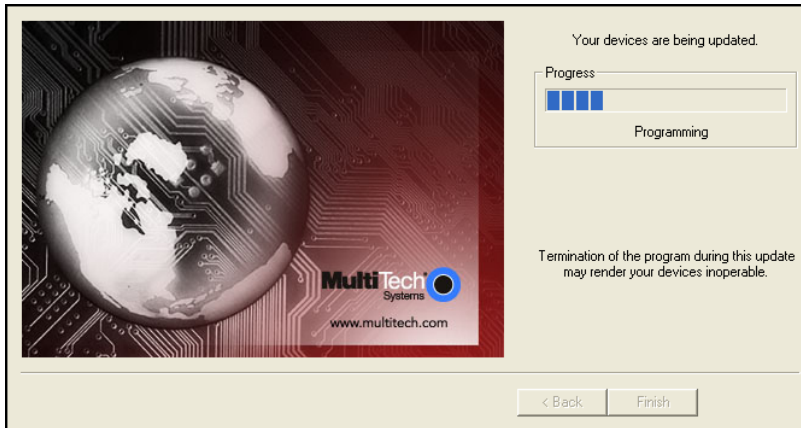 Your devices are being updated.
Progress
Programming
Termination of the program during this update
may render your devices inoperable.
MultiTech
Systems
www.multitech.com
< Back
Finish